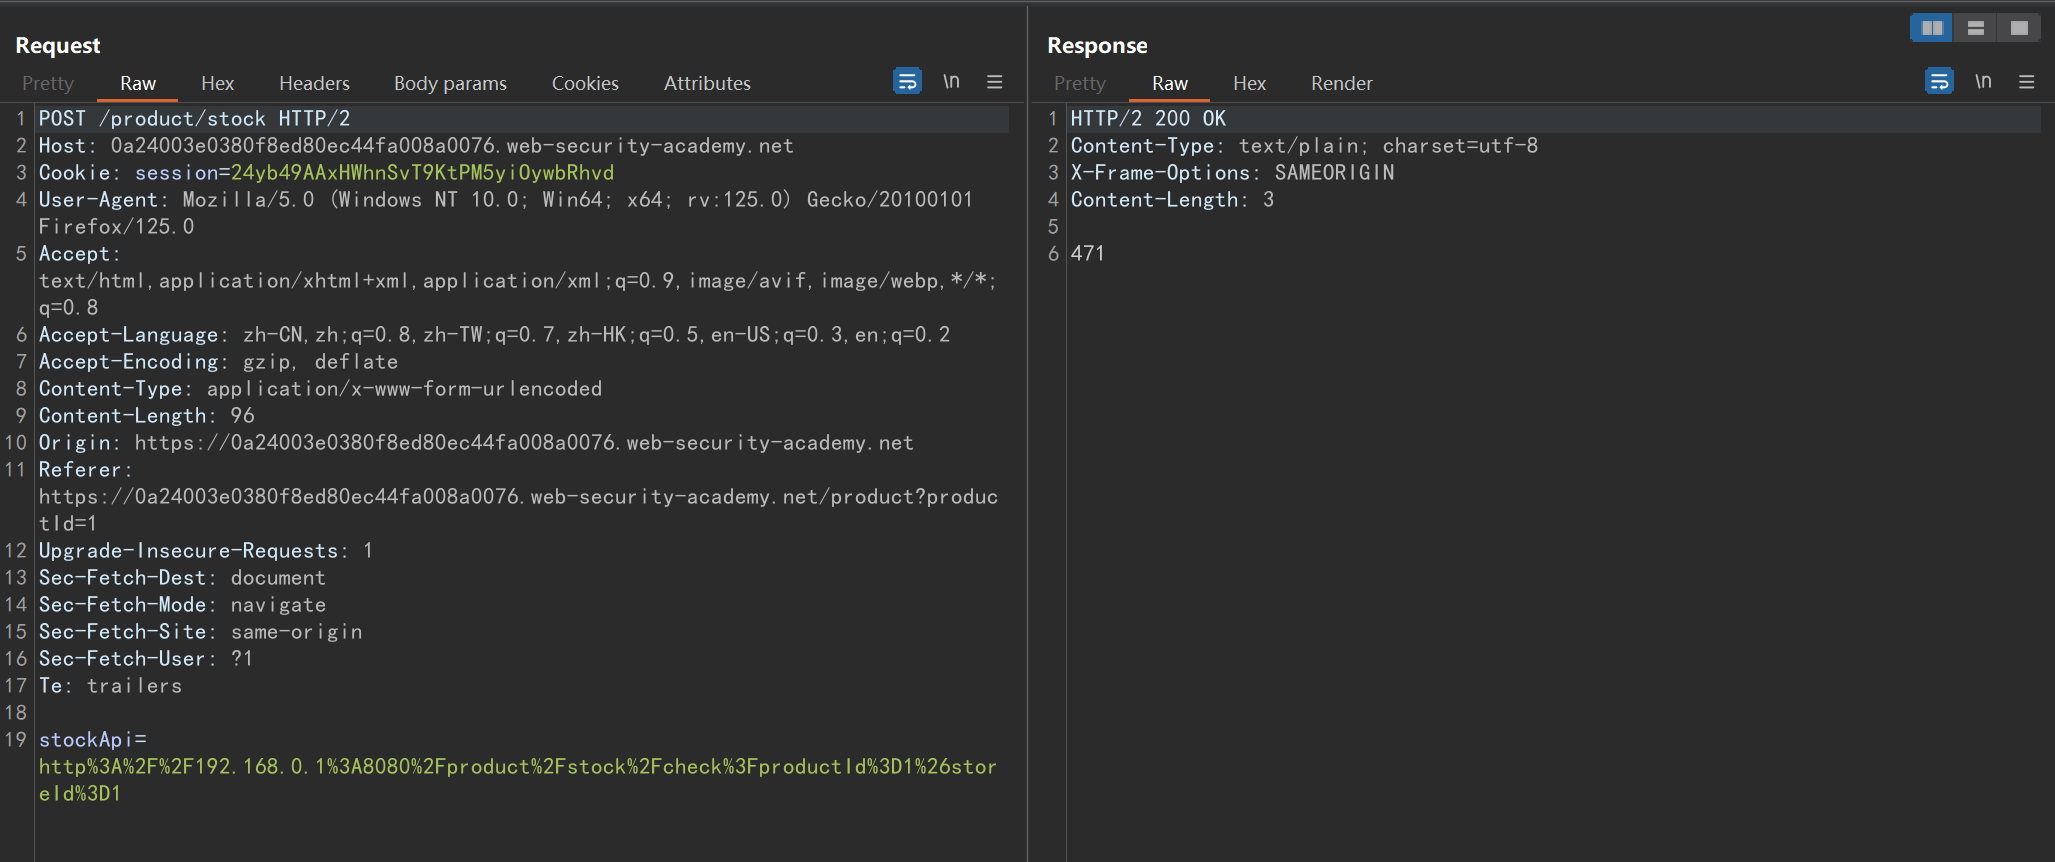 Request
Pretty Raw Hex Headers Body params Cookies Attributes \n
1 POST /product/stock HTTP/2
2 Host: 0a24003e0380f8ed80ec44fa008a0076.web-security-academy.net
3 Cookie: session=24yb49AAxHWhnSvT9KtPM5yiOywbRhvd
4 User-Agent: Mozilla/5.0 (Windows NT 10.0; Win64; x64; rv:125.0) Gecko/20100101
Firefox/125.0
5 Accept:
text/html,application/xhtml+xml,application/xml;q=0.9,image/avif,image/webp,*/*;
q=0.8
6 Accept-Language: zh-CN,zh;q=0.8,zh-TW;q=0.7,zh-HK;q=0.5,en-US;q=0.3,en;q=0.2
7 Accept-Encoding: gzip, deflate
8 Content-Type: application/x-www-form-urlencoded
9 Content-Length: 96
10 Origin: https://0a24003e0380f8ed80ec44fa008a0076.web-security-academy.net
11 Referer:
https://0a24003e0380f8ed80ec44fa008a0076.web-security-academy.net/product?produc
tId=1
12 Upgrade-Insecure-Requests: 1
13 Sec-Fetch-Dest: document
14 Sec-Fetch-Mode: navigate
15 Sec-Fetch-Site: same-origin
16 Sec-Fetch-User: ?1
17 Te: trailers
18
19 stockApi=
http%3A%2F%2F192.168.0.1%3A8080%2Fproduct%2Fstock%2Fcheck%3FproductId%3D1%26stor
eId%3D1
Response
Pretty Raw Hex Render \n
1 HTTP/2 200 OK
2 Content-Type: text/plain; charset=utf-8
3 X-Frame-Options: SAMEORIGIN
4 Content-Length: 3
5
6 471